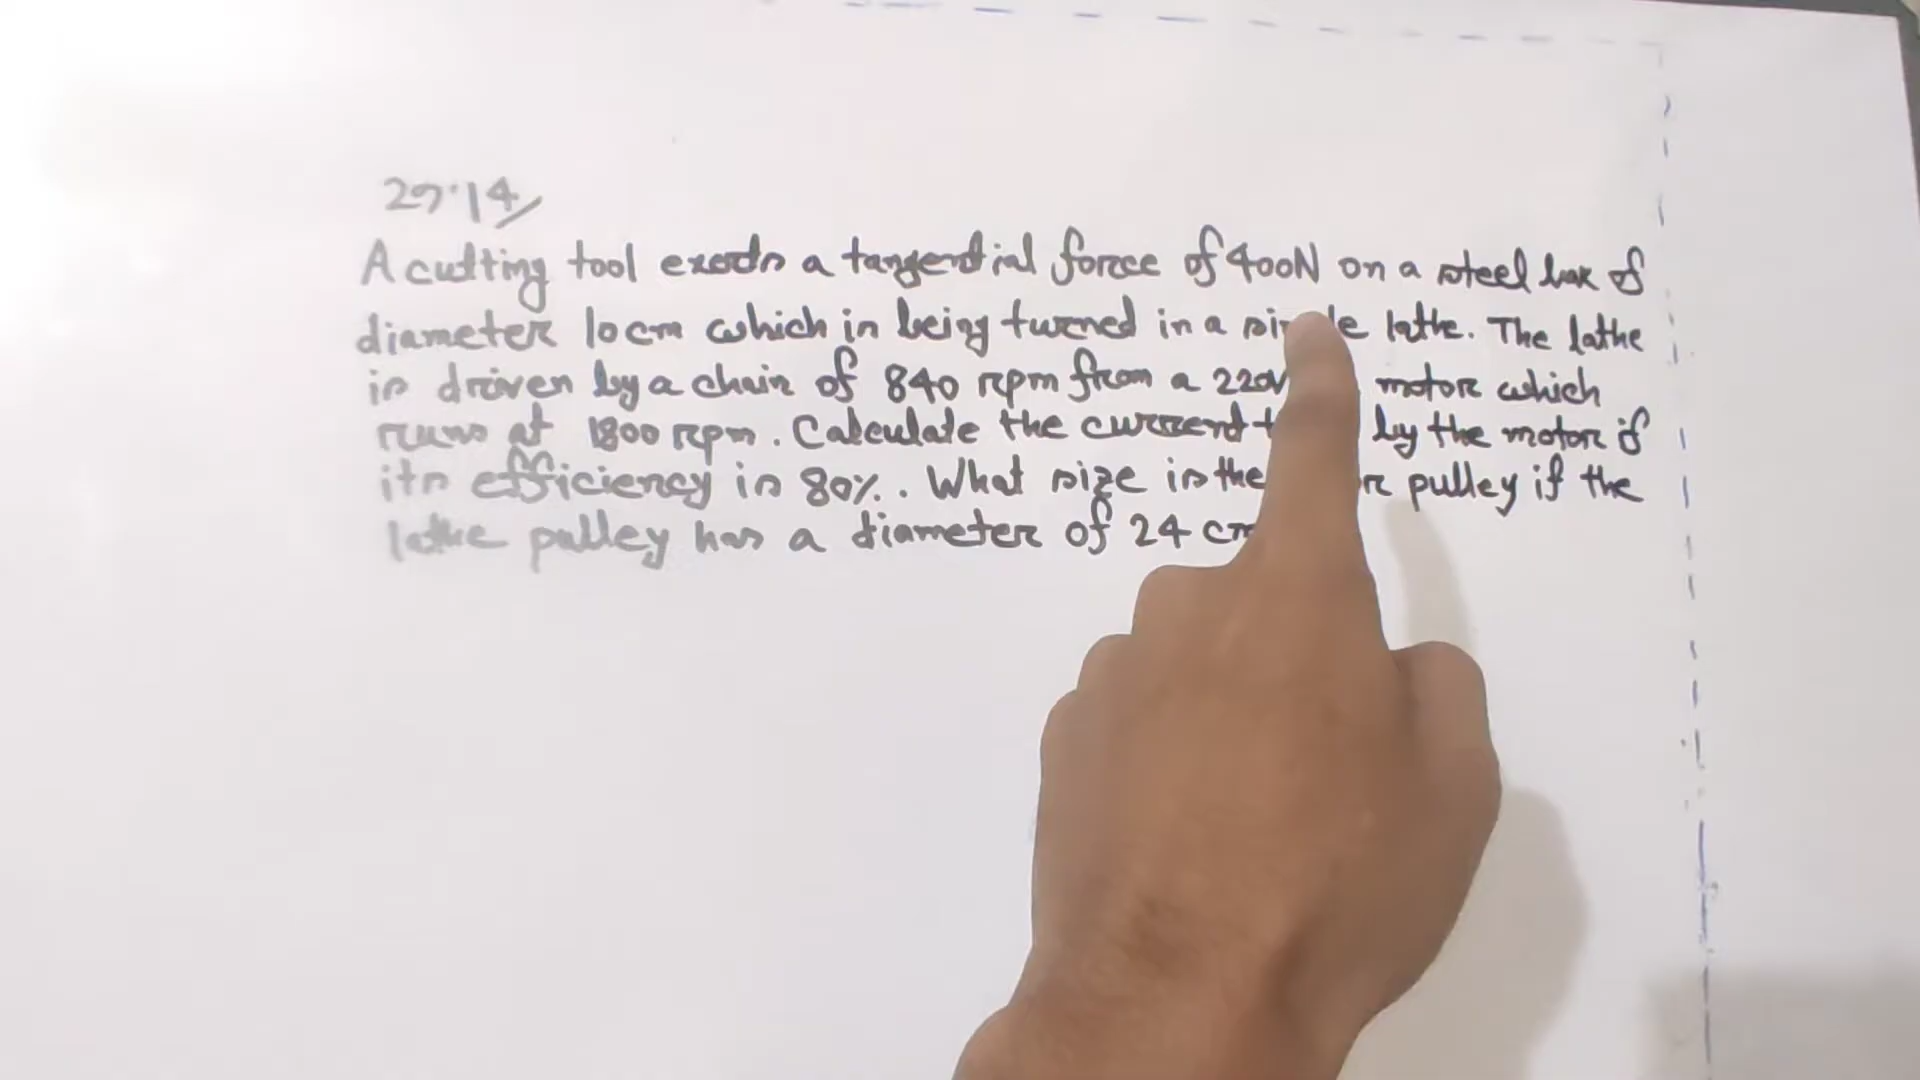 29.14/
A cutting tool exerts a tangential force of 400N on a steel bar of
diameter 10cm which is being turned in a simple lathe. The lathe
is driven by a chain of 840 rpm from a 220V motor which
runs at 1800 rpm. Calculate the current by the motor if
its efficiency is 80%. What size is the pulley if the
lathe pulley has a diameter of 24 cm